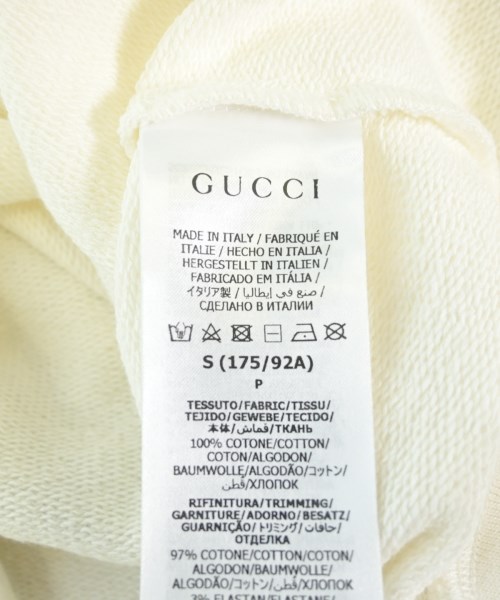 GUCCI
MADE IN ITALY / FABRIQUÉ EN
ITALIE / HECHO EN ITALIA /
HERGESTELLT IN ITALIEN /
FABRICADO EM ITÁLIA /
イタリア製 / صنع في إيطاليا /
СДЕЛАНО В ИТАЛИИ
S (175/92A)
P
TESSUTO/FABRIC/TISSU/
TEJIDO/GEWEBE/TECIDO/
本体/قماش/ТКАНЬ
100% COTONE/COTTON/
COTON/ALGODON/
BAUMWOLLE/ALGODÃO/コットン/
قطن/ХЛОПОК
RIFINITURA/TRIMMING/
GARNITURE/ADORNO/BESATZ/
GUARNIÇÃO/トリミング/حافات/
ОТДЕЛКА
97% COTONE/COTTON/
COTON/ALGODON/
BAUMWOLLE/
ALGODÃO/コットン/قطن/ХЛОПОК
3% ELASTAN/ELASTANE/